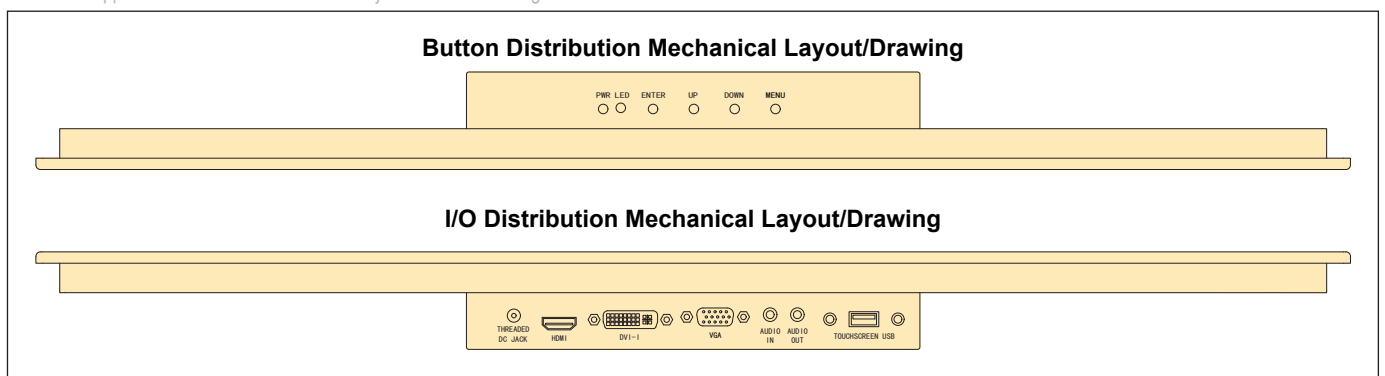 Button Distribution Mechanical Layout/Drawing
PWR LED ENTER UP DOWN MENU
I/O Distribution Mechanical Layout/Drawing
THREADED
DC JACK
HDMI
DVI-I
VGA
AUDIO
IN
AUDIO
OUT
TOUCHSCREEN USB